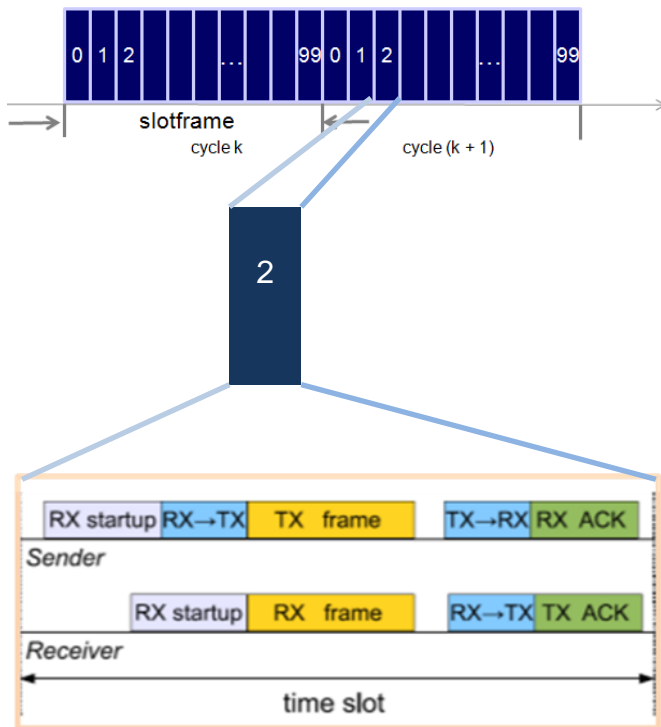 0 1 2 ... 99 0 1 2 ... 99
slotframe
cycle k cycle (k + 1)
2
RX startup RX→TX TX frame TX→RX RX ACK
Sender
RX startup RX frame RX→TX TX ACK
Receiver
time slot